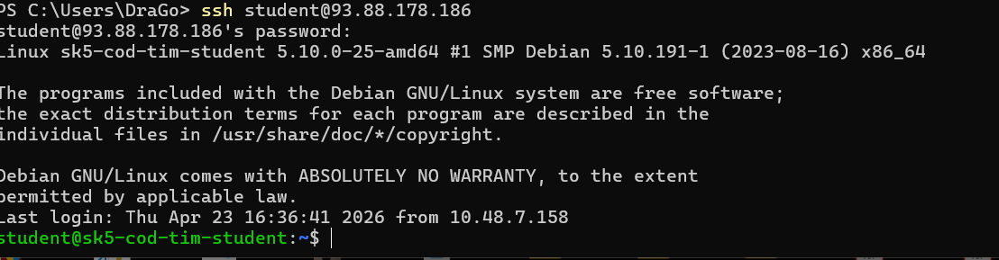 PS C:\Users\DraGo> ssh student@93.88.178.186
student@93.88.178.186's password:
Linux sk5-cod-tim-student 5.10.0-25-amd64 #1 SMP Debian 5.10.191-1 (2023-08-16) x86_64

The programs included with the Debian GNU/Linux system are free software;
the exact distribution terms for each program are described in the
individual files in /usr/share/doc/*/copyright.

Debian GNU/Linux comes with ABSOLUTELY NO WARRANTY, to the extent
permitted by applicable law.
Last login: Thu Apr 23 16:36:41 2026 from 10.48.7.158
student@sk5-cod-tim-student:~$